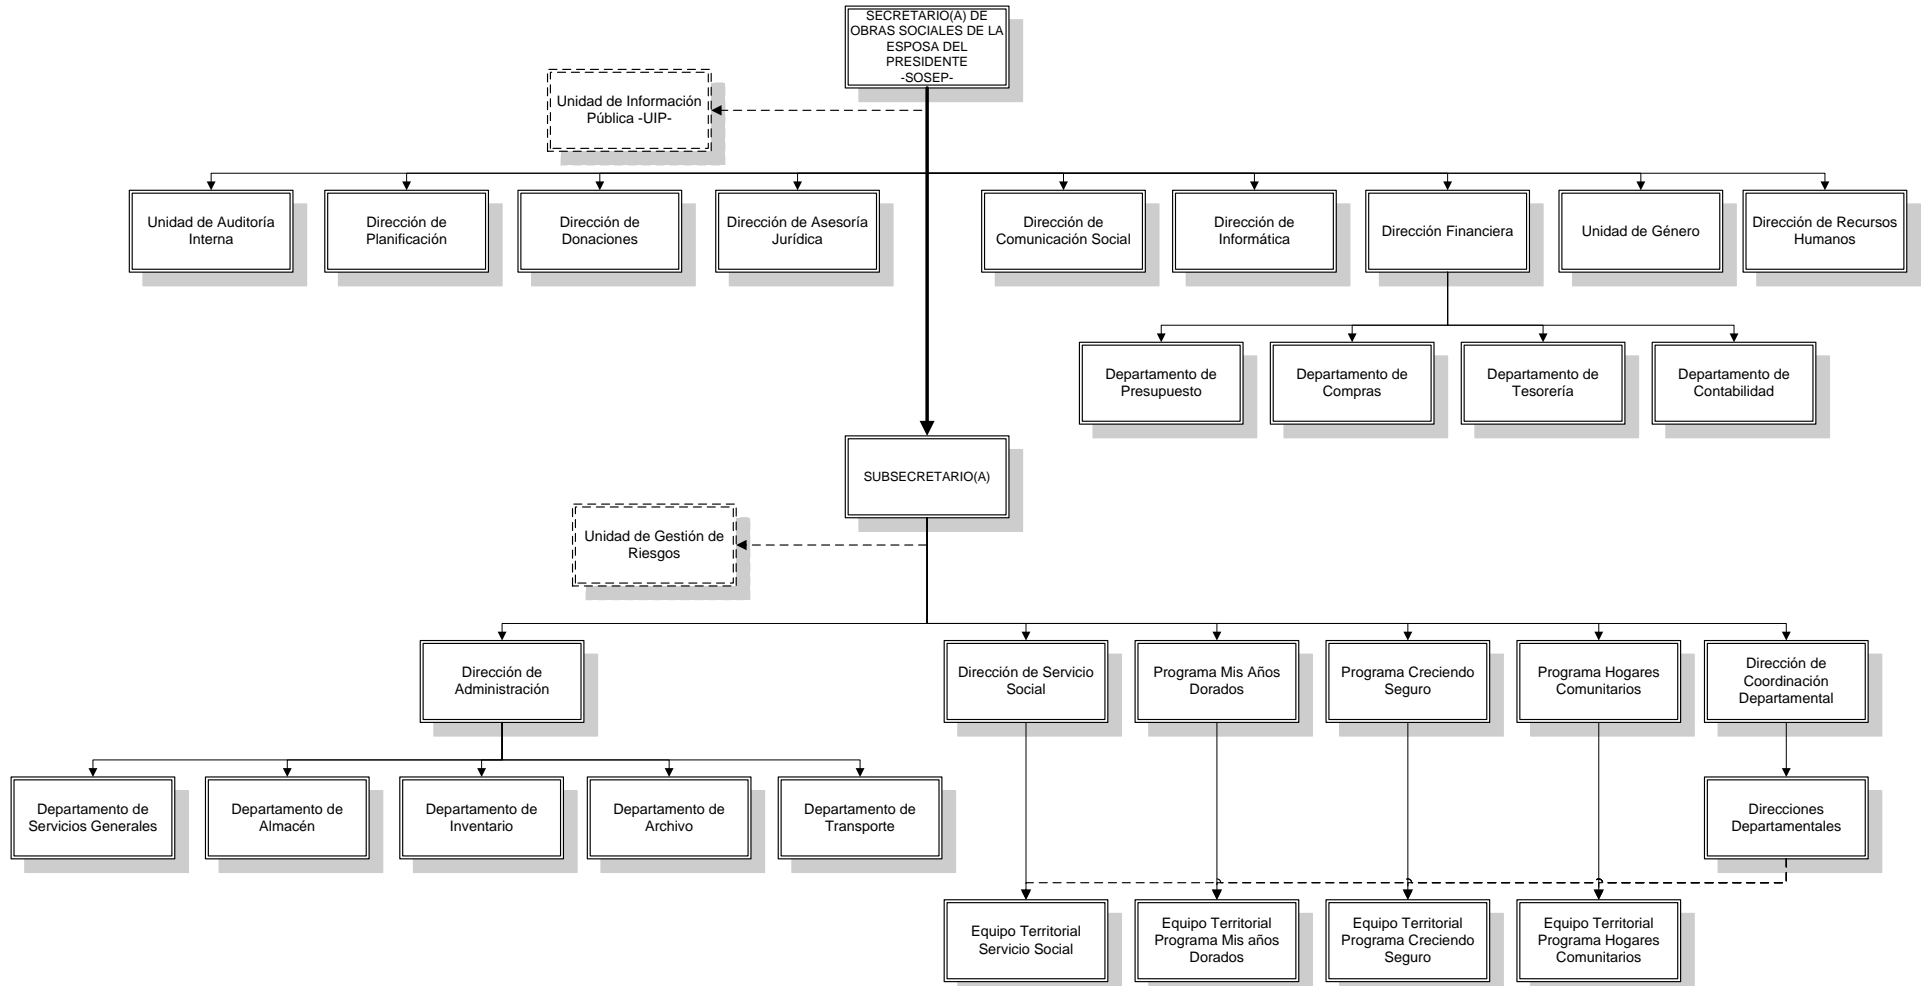 SECRETARIO(A) DE
OBRAS SOCIALES DE LA
ESPOSA DEL
PRESIDENTE
-SOSEP-
Unidad de Información
Pública -UIP-
Unidad de Auditoría
Interna
Dirección de
Planificación
Dirección de
Donaciones
Dirección de Asesoría
Jurídica
Dirección de
Comunicación Social
Dirección de
Informática
Dirección Financiera
Unidad de Género
Dirección de Recursos
Humanos
Departamento de
Presupuesto
Departamento de
Compras
Departamento de
Tesorería
Departamento de
Contabilidad
SUBSECRETARIO(A)
Unidad de Gestión de
Riesgos
Dirección de
Administración
Dirección de Servicio
Social
Programa Mis Años
Dorados
Programa Creciendo
Seguro
Programa Hogares
Comunitarios
Dirección de
Coordinación
Departamental
Departamento de
Servicios Generales
Departamento de
Almacén
Departamento de
Inventario
Departamento de
Archivo
Departamento de
Transporte
Direcciones
Departamentales
Equipo Territorial
Servicio Social
Equipo Territorial
Programa Mis años
Dorados
Equipo Territorial
Programa Creciendo
Seguro
Equipo Territorial
Programa Hogares
Comunitarios